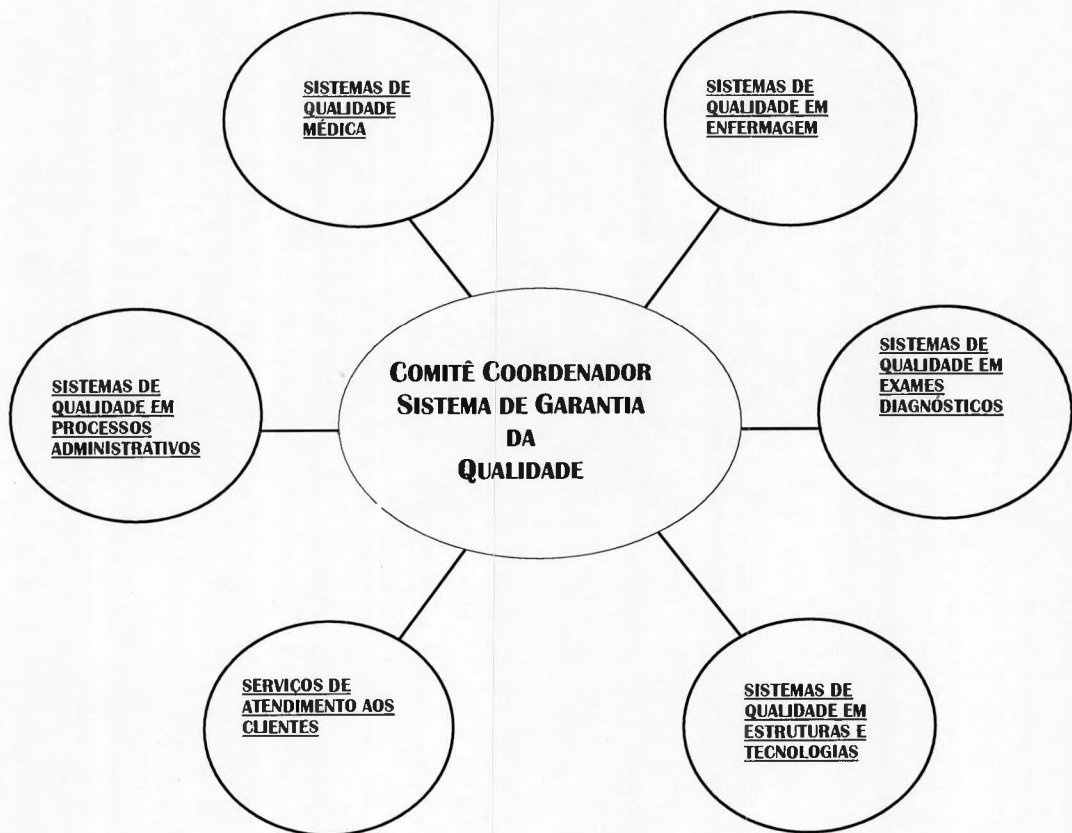 SISTEMAS DE
QUALIDADE
MÉDICA
SISTEMAS DE
QUALIDADE EM
ENFERMAGEM
SISTEMAS DE
QUALIDADE EM
PROCESSOS
ADMINISTRATIVOS
COMITÊ COORDENADOR
SISTEMA DE GARANTIA
DA
QUALIDADE
SISTEMAS DE
QUALIDADE EM
EXAMES
DIAGNÓSTICOS
SERVIÇOS DE
ATENDIMENTO AOS
CLIENTES
SISTEMAS DE
QUALIDADE EM
ESTRUTURAS E
TECNOLOGIAS